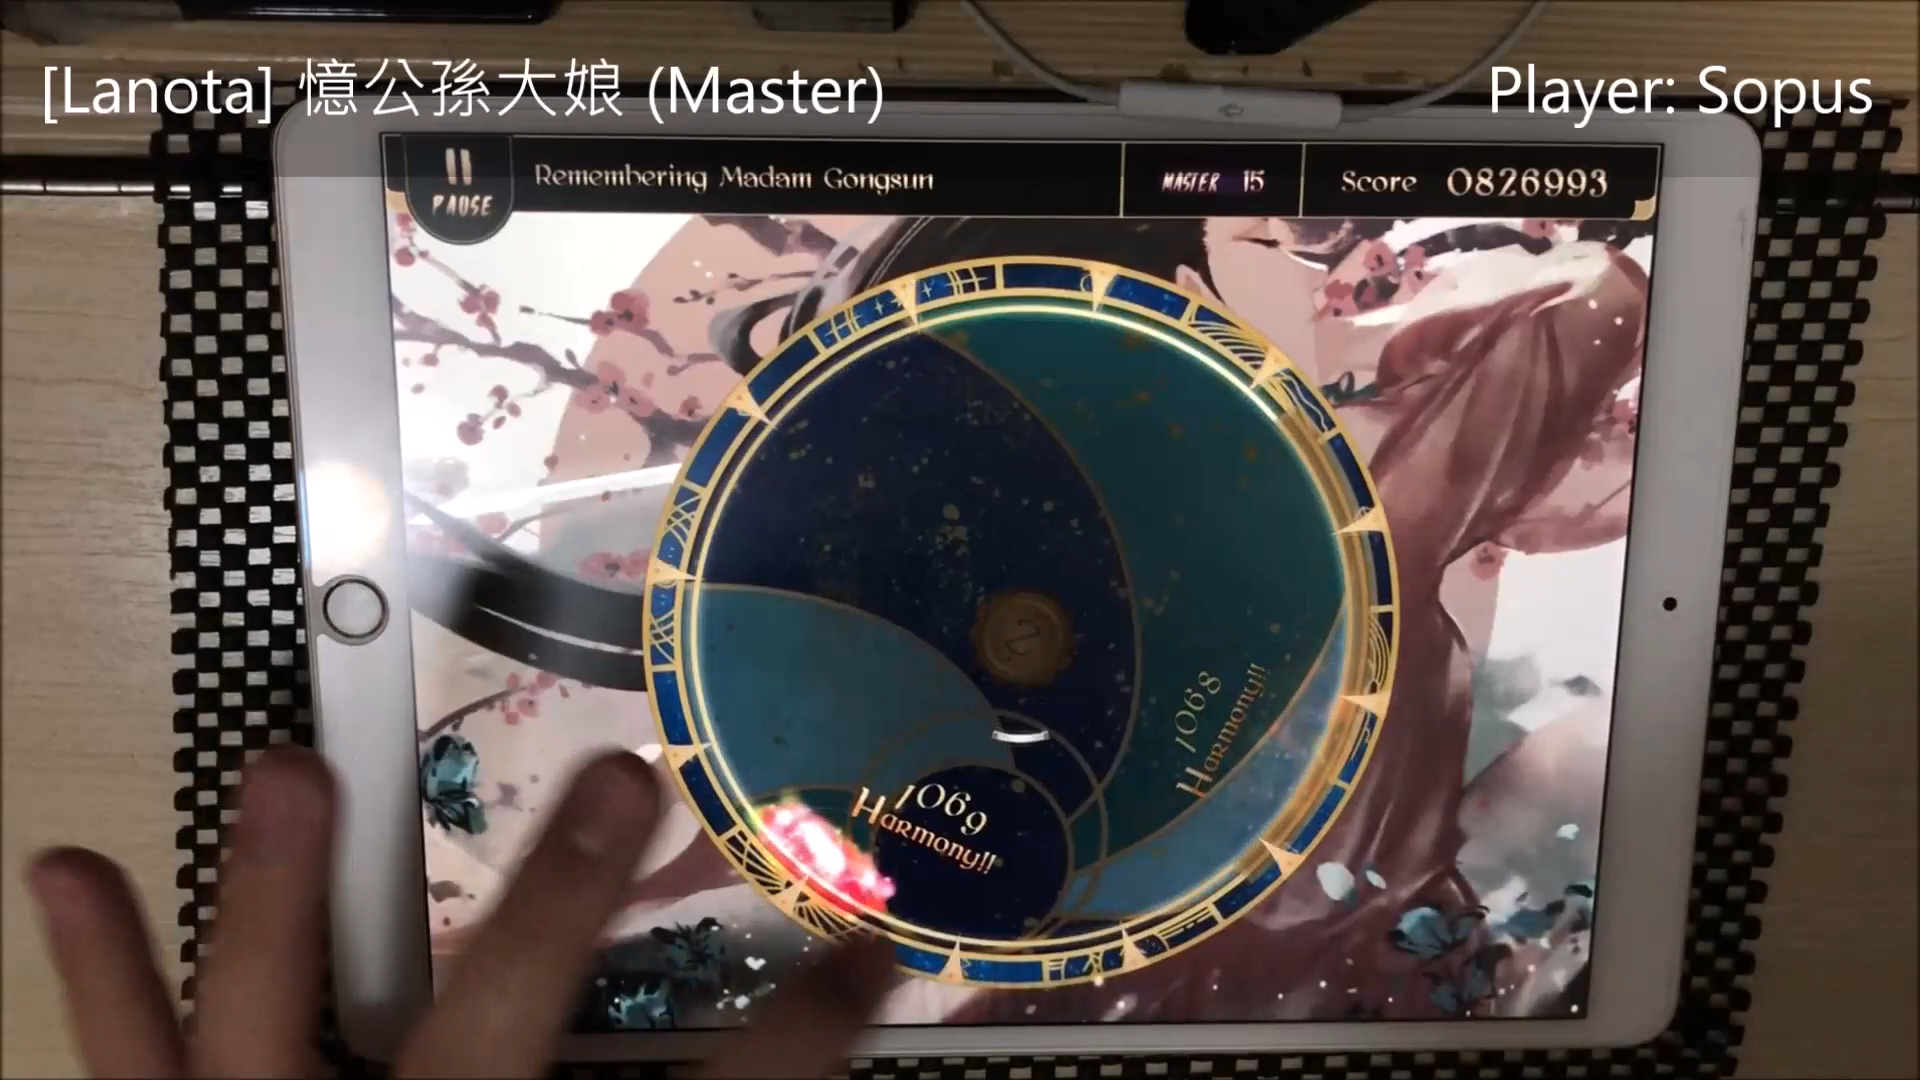 [Lanota] 憶公孫大娘 (Master)
Player: Sopus
PAUSE
Remembering Madam Gongsun
MASTER 15
Score 0826993
2
1068
Harmony!!
1069
Harmony!!